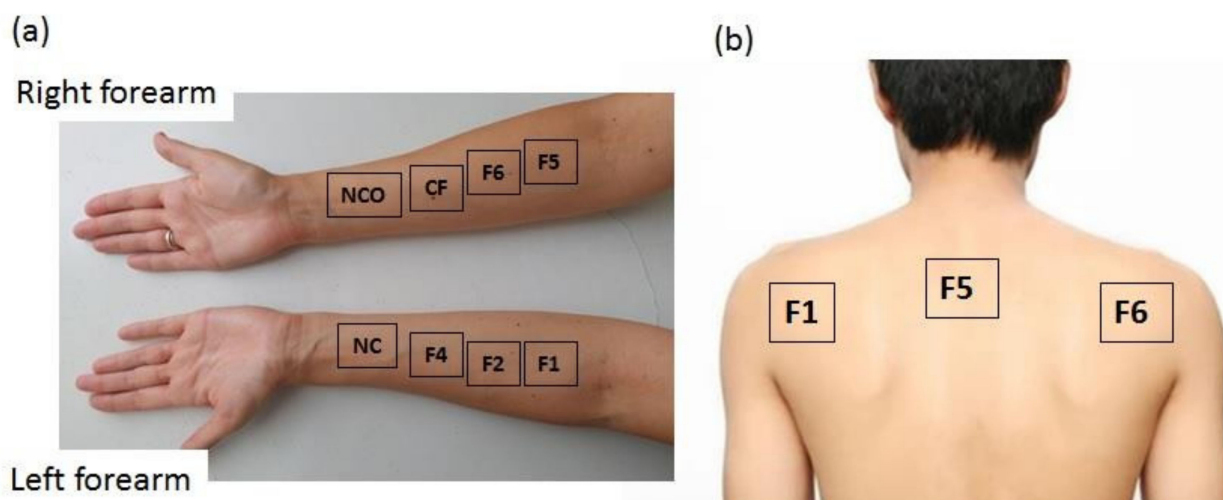 (a)
Right forearm
NCO CF F6 F5
NC F4 F2 F1
Left forearm
(b)
F1 F5 F6